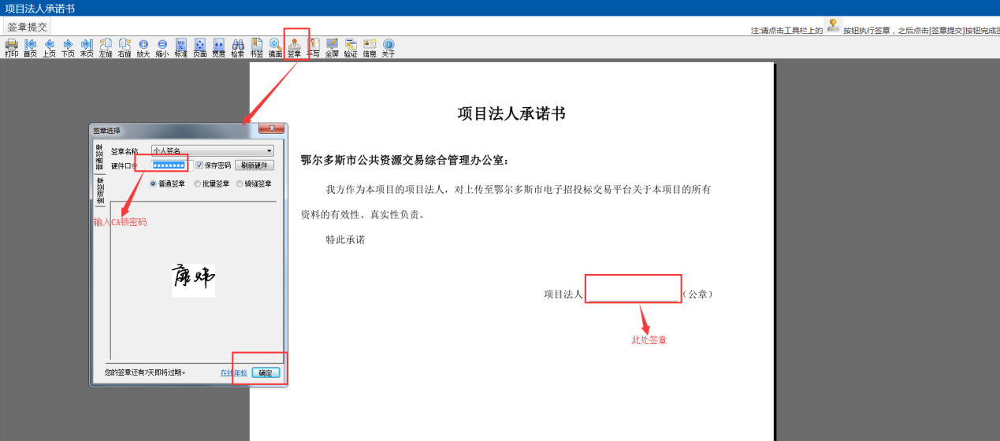 项目法人承诺书
签章提交
注:请点击工具栏上的 按钮执行签章，之后点击[签章提交]按钮完成签
打印 首页 上页 下页 末页 左旋 右旋 放大 缩小 标准 页面 宽度 检索 书签 镜面 签章 手写 全屏 验证 信息 关于
项目法人承诺书
签章选择
普通签章
查询签章
签章名称 个人签名
硬件口令 ******** 保存密码 刷新硬件
普通签章 批量签章 骑缝签章
输入CA锁密码
康炜
您的签章还有7天即将过期。 在线年检 确定
鄂尔多斯市公共资源交易综合管理办公室：
我方作为本项目的项目法人，对上传至鄂尔多斯市电子招投标交易平台关于本项目的所有
资料的有效性、真实性负责。
特此承诺
项目法人 （公章）
此处签章